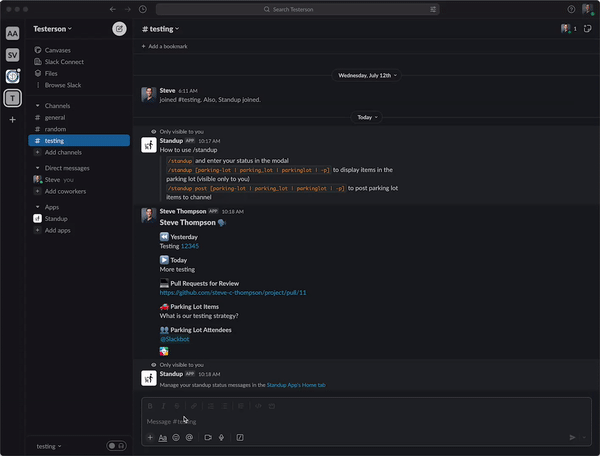 Search Testerson
AA
SV
T
Testerson
Canvases
Slack Connect
Files
Browse Slack
Channels
# general
# random
# testing
Add channels
Direct messages
Steve you
Add coworkers
Apps
Standup
Add apps
testing
# testing
1
+ Add a bookmark
Wednesday, July 12th
Steve 6:11 AM
joined #testing. Also, Standup joined.
Today
Only visible to you
Standup APP 10:17 AM
How to use /standup
/standup and enter your status in the modal
/standup [parking-lot | parking_lot | parkinglot | -p] to display items in the
parking lot (visible only to you)
/standup post [parking-lot | parking_lot | parkinglot | -p] to post parking lot
items to channel
Steve Thompson APP 10:18 AM
Steve Thompson
Yesterday
Testing 12345
Today
More testing
Pull Requests for Review
https://github.com/steve-c-thompson/project/pull/11
Parking Lot Items
What is our testing strategy?
Parking Lot Attendees
@Slackbot
Only visible to you
Standup APP 10:18 AM
Manage your standup status messages in the Standup App's Home tab
Message #testing
Aa